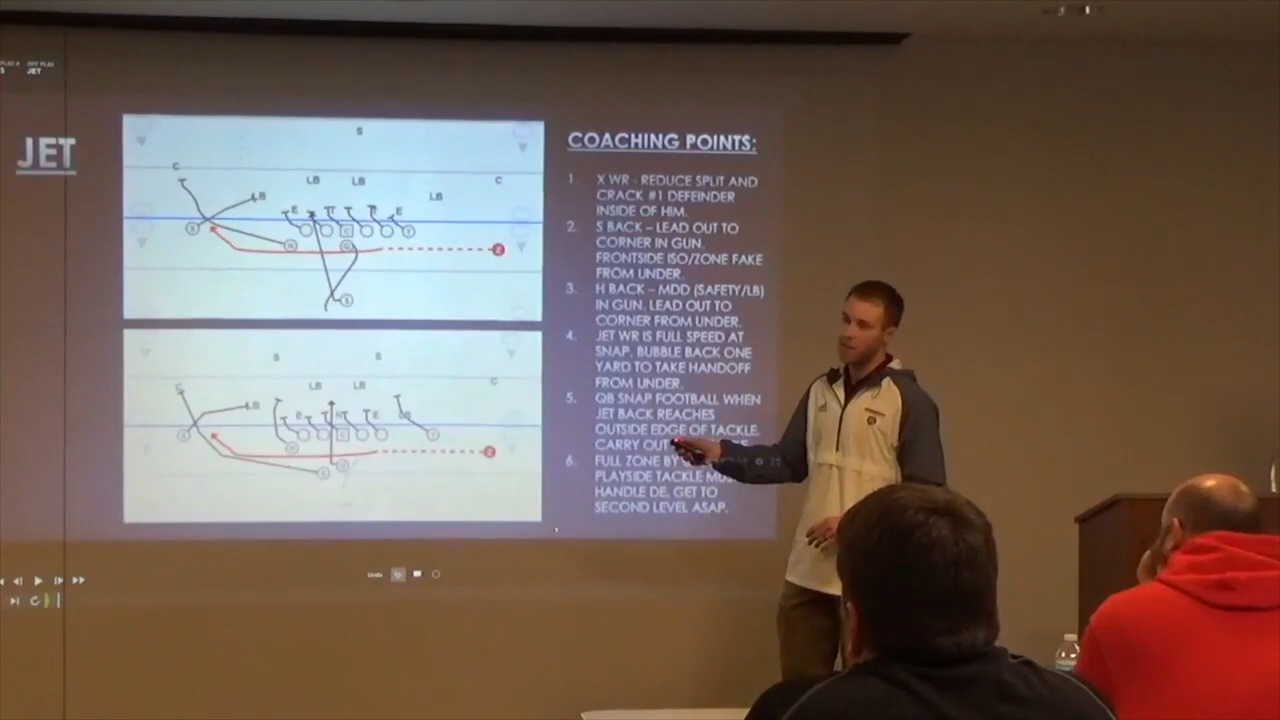 JET
JET
COACHING POINTS:
1. X WR - REDUCE SPLIT AND
CRACK #1 DEFEINDER
INSIDE OF HIM.
2. S BACK – LEAD OUT TO
CORNER IN GUN.
FRONTSIDE ISO/ZONE FAKE
FROM UNDER.
3. H BACK – MDD (SAFETY/LB)
IN GUN. LEAD OUT TO
CORNER FROM UNDER.
4. JET WR IS FULL SPEED AT
SNAP. BUBBLE BACK ONE
YARD TO TAKE HANDOFF
FROM UNDER.
5. QB SNAP FOOTBALL WHEN
JET BACK REACHES
OUTSIDE EDGE OF TACKLE.
CARRY OUT
6. FULL ZONE BY
PLAYSIDE TACKLE
HANDLE DE, GET TO
SECOND LEVEL ASAP.
S
C
LB LB C
LB LB
E E
X C Y
H Q Z
S
S S
C LB LB C
LB
E N E
X H C Y
S Q Z
Undo